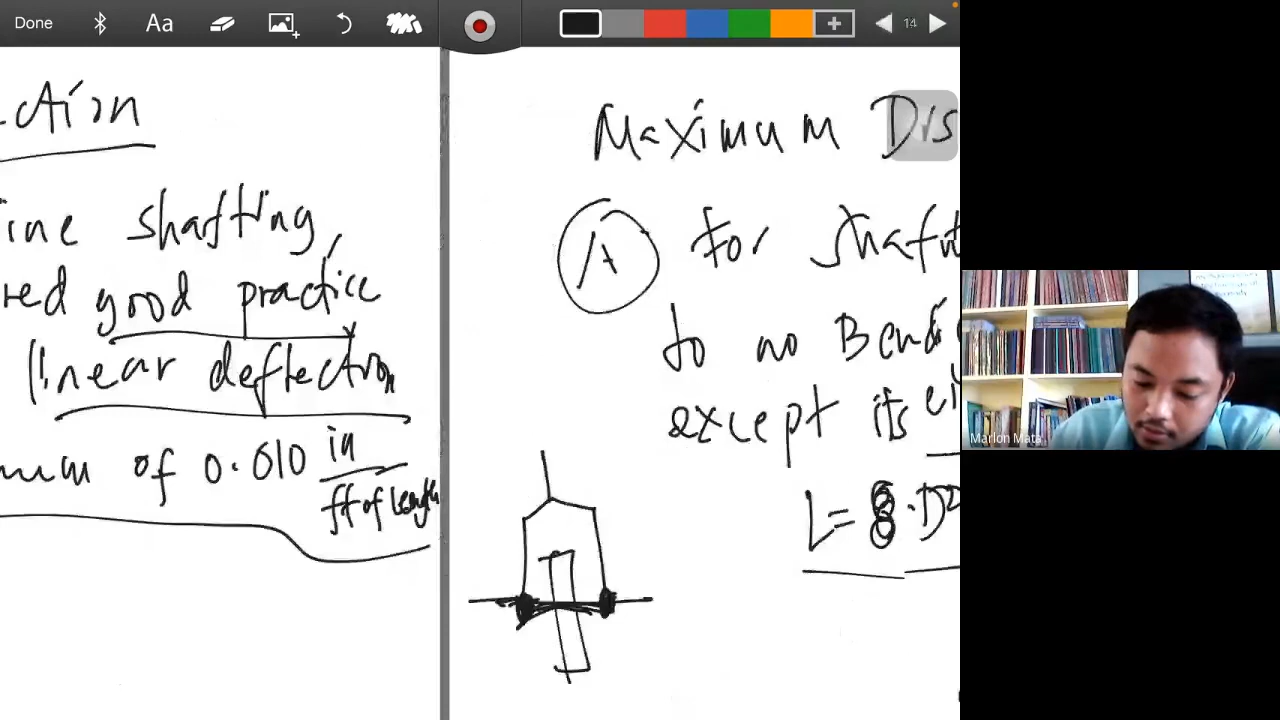 Done Aa 14
ction
ine shafting,
red good practice
linear deflection
mum of 0.010 in
ft of length
Maximum Dis
A For shaft
to no Bend
except its
L= 8.D
Marlon Mata